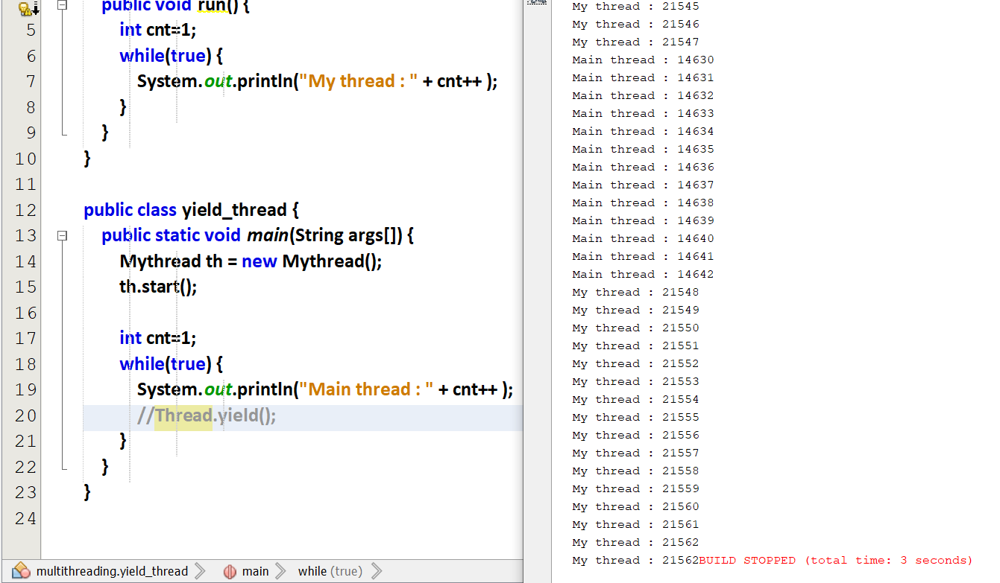 public void run() {
5 int cnt=1;
6 while(true) {
7 System.out.println("My thread : " + cnt++ );
8 }
9 }
10 }
11
12 public class yield_thread {
13 public static void main(String args[]) {
14 Mythread th = new Mythread();
15 th.start();
16
17 int cnt=1;
18 while(true) {
19 System.out.println("Main thread : " + cnt++ );
20 //Thread.yield();
21 }
22 }
23 }
24
multithreading.yield_thread main while (true)
My thread : 21545
My thread : 21546
My thread : 21547
Main thread : 14630
Main thread : 14631
Main thread : 14632
Main thread : 14633
Main thread : 14634
Main thread : 14635
Main thread : 14636
Main thread : 14637
Main thread : 14638
Main thread : 14639
Main thread : 14640
Main thread : 14641
Main thread : 14642
My thread : 21548
My thread : 21549
My thread : 21550
My thread : 21551
My thread : 21552
My thread : 21553
My thread : 21554
My thread : 21555
My thread : 21556
My thread : 21557
My thread : 21558
My thread : 21559
My thread : 21560
My thread : 21561
My thread : 21562
My thread : 21562BUILD STOPPED (total time: 3 seconds)